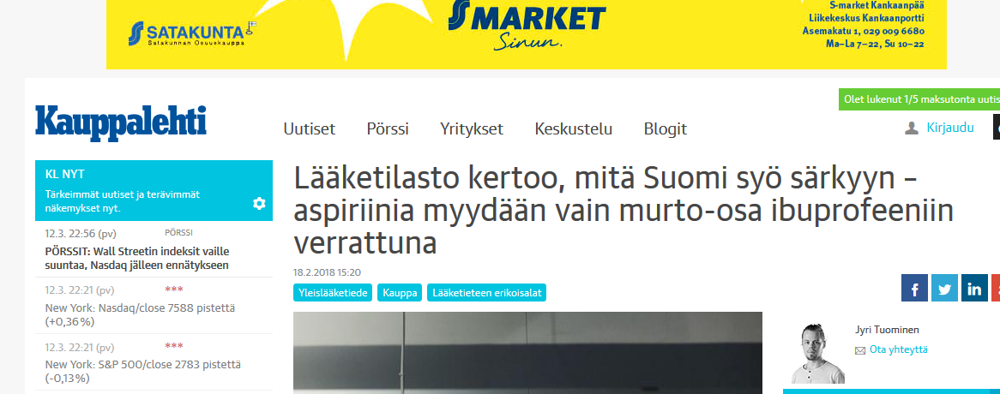 SATAKUNTA
Satakunnan Osuuskauppa
S MARKET
Sinun.
S-market Kankaanpää
Liikekeskus Kankaanportti
Asemakatu 1, 029 009 6680
Ma–La 7–22, Su 10–22
Kauppalehti
Uutiset Pörssi Yritykset Keskustelu Blogit
Olet lukenut 1/5 maksutonta uutis
Kirjaudu
KL NYT
Tärkeimmät uutiset ja terävimmät
näkemykset nyt.
12.3. 22:56 (pv) PÖRSSI
PÖRSSIT: Wall Streetin indeksit vaille
suuntaa, Nasdaq jälleen ennätykseen
12.3. 22:21 (pv) ***
New York: Nasdaq/close 7588 pistettä
(+0,36 %)
12.3. 22:21 (pv) ***
New York: S&P 500/close 2783 pistettä
(-0,13%)
Lääketilasto kertoo, mitä Suomi syö särkyyn –
aspiriinia myydään vain murto-osa ibuprofeeniin
verrattuna
18.2.2018 15:20
Yleislääketiede Kauppa Lääketieteen erikoisalat
f in
Jyri Tuominen
Ota yhteyttä